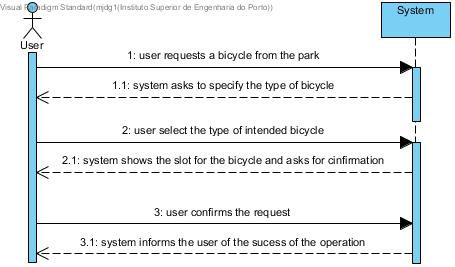 Visual Paradigm Standard(mjdg1(Instituto Superior de Engenharia do Porto))
System
User
1: user requests a bicycle from the park
1.1: system asks to specify the type of bicycle
2: user select the type of intended bicycle
2.1: system shows the slot for the bicycle and asks for cinfirmation
3: user confirms the request
3.1: system informs the user of the sucess of the operation